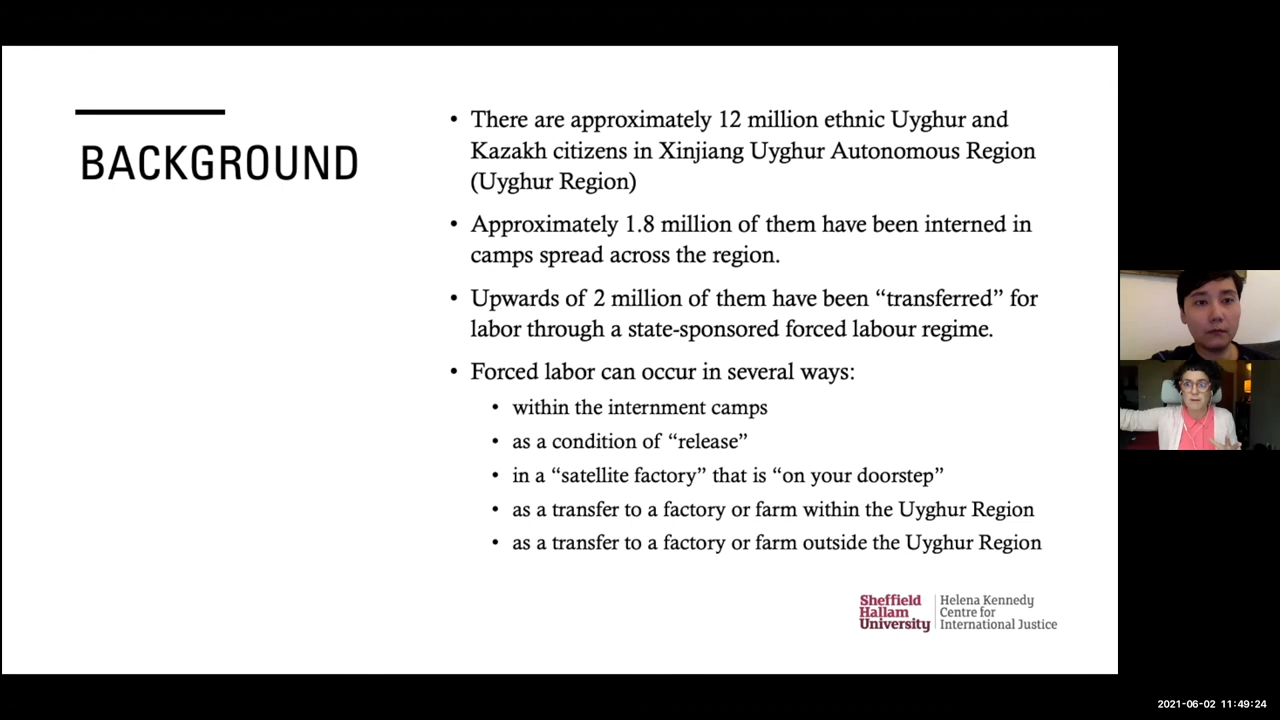 BACKGROUND
• There are approximately 12 million ethnic Uyghur and
Kazakh citizens in Xinjiang Uyghur Autonomous Region
(Uyghur Region)
• Approximately 1.8 million of them have been interned in
camps spread across the region.
• Upwards of 2 million of them have been “transferred” for
labor through a state-sponsored forced labour regime.
• Forced labor can occur in several ways:
• within the internment camps
• as a condition of “release”
• in a “satellite factory” that is “on your doorstep”
• as a transfer to a factory or farm within the Uyghur Region
• as a transfer to a factory or farm outside the Uyghur Region
Sheffield
Hallam
University
Helena Kennedy
Centre for
International Justice
2021-06-02 11:49:24